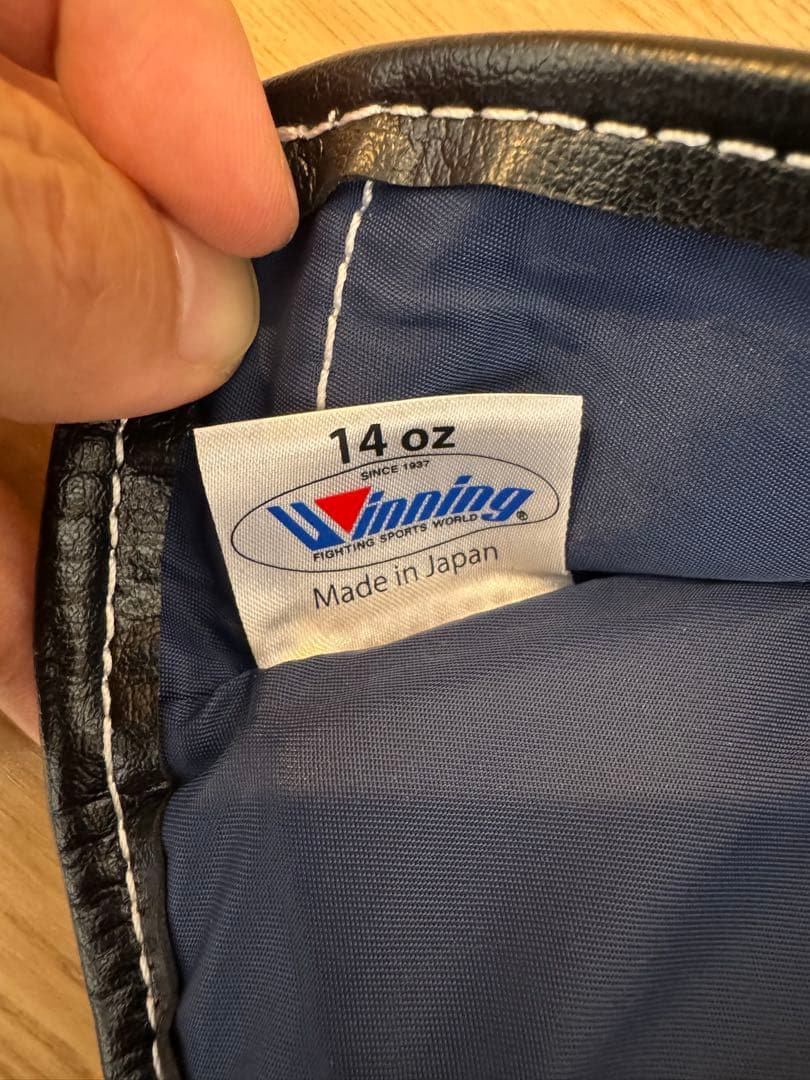 14 oz
SINCE 1937
Winning®
FIGHTING SPORTS WORLD
Made in Japan